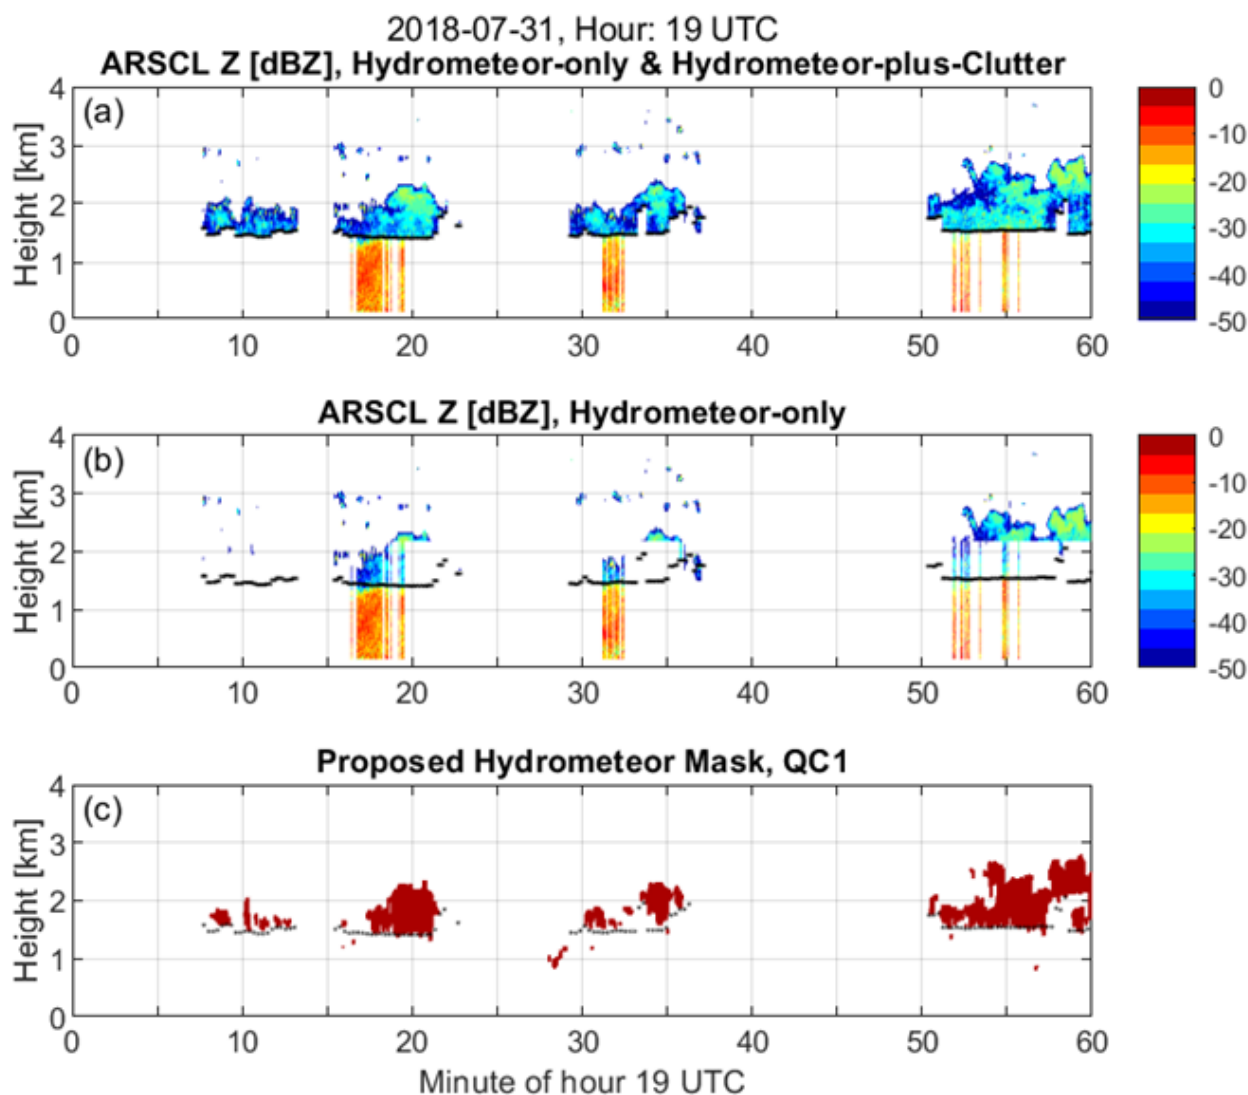 2018-07-31, Hour: 19 UTC
ARSCL Z [dBZ], Hydrometeor-only & Hydrometeor-plus-Clutter
(a)
Height [km]
4
3
2
1
0
0 10 20 30 40 50 60
0
-10
-20
-30
-40
-50
ARSCL Z [dBZ], Hydrometeor-only
(b)
Height [km]
4
3
2
1
0
0 10 20 30 40 50 60
0
-10
-20
-30
-40
-50
Proposed Hydrometeor Mask, QC1
(c)
Height [km]
4
3
2
1
0
0 10 20 30 40 50 60
Minute of hour 19 UTC